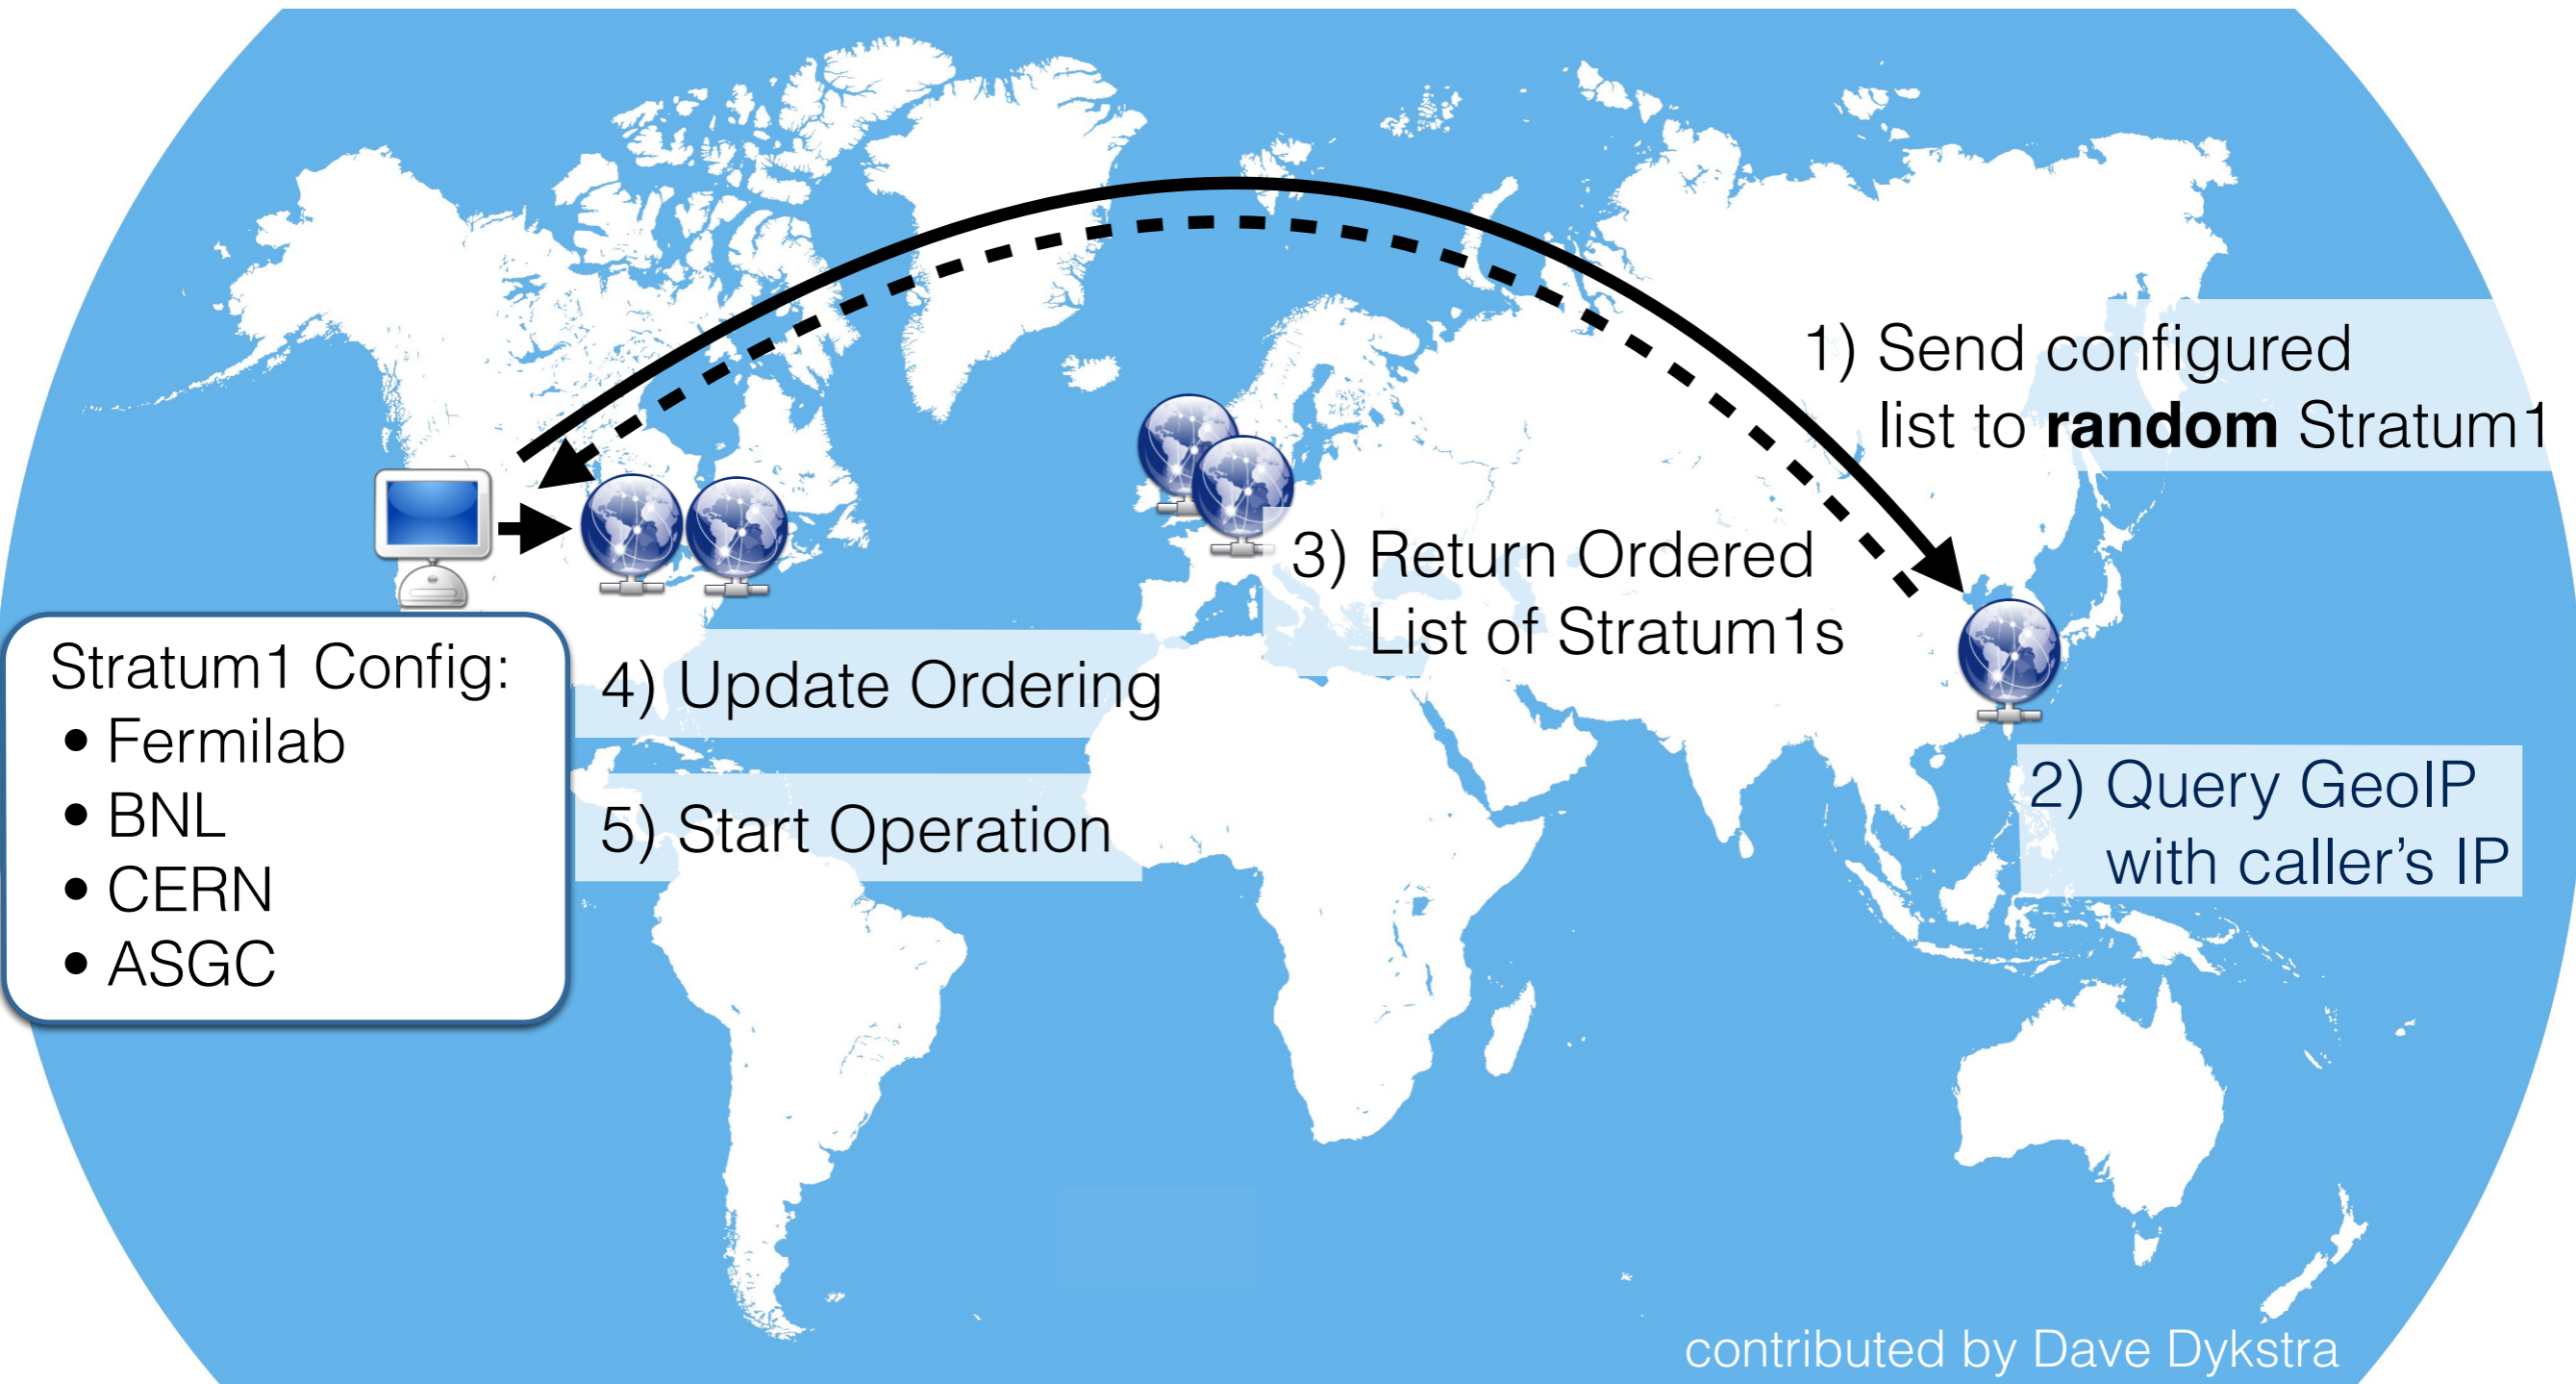 1) Send configured
list to random Stratum1
3) Return Ordered
List of Stratum1s
Stratum1 Config:
• Fermilab
• BNL
• CERN
• ASGC
4) Update Ordering
5) Start Operation
2) Query GeoIP
with caller’s IP
contributed by Dave Dykstra